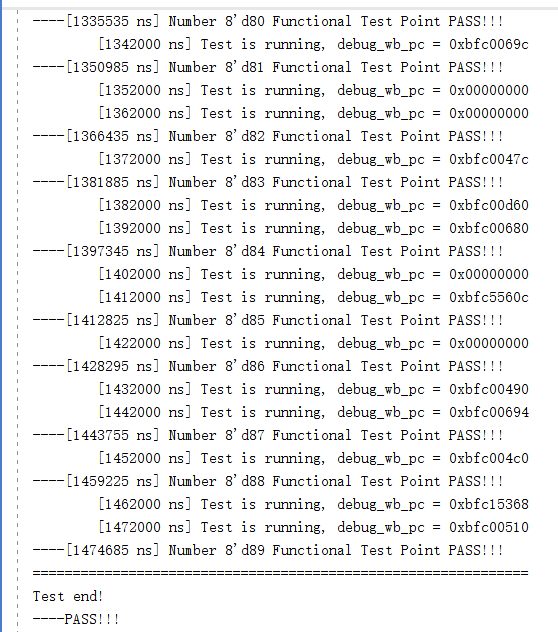 ----[1335535 ns] Number 8'd80 Functional Test Point PASS!!!
[1342000 ns] Test is running, debug_wb_pc = 0xbfc0069c
----[1350985 ns] Number 8'd81 Functional Test Point PASS!!!
[1352000 ns] Test is running, debug_wb_pc = 0x00000000
[1362000 ns] Test is running, debug_wb_pc = 0x00000000
----[1366435 ns] Number 8'd82 Functional Test Point PASS!!!
[1372000 ns] Test is running, debug_wb_pc = 0xbfc0047c
----[1381885 ns] Number 8'd83 Functional Test Point PASS!!!
[1382000 ns] Test is running, debug_wb_pc = 0xbfc00d60
[1392000 ns] Test is running, debug_wb_pc = 0xbfc00680
----[1397345 ns] Number 8'd84 Functional Test Point PASS!!!
[1402000 ns] Test is running, debug_wb_pc = 0x00000000
[1412000 ns] Test is running, debug_wb_pc = 0xbfc5560c
----[1412825 ns] Number 8'd85 Functional Test Point PASS!!!
[1422000 ns] Test is running, debug_wb_pc = 0x00000000
----[1428295 ns] Number 8'd86 Functional Test Point PASS!!!
[1432000 ns] Test is running, debug_wb_pc = 0xbfc00490
[1442000 ns] Test is running, debug_wb_pc = 0xbfc00694
----[1443755 ns] Number 8'd87 Functional Test Point PASS!!!
[1452000 ns] Test is running, debug_wb_pc = 0xbfc004c0
----[1459225 ns] Number 8'd88 Functional Test Point PASS!!!
[1462000 ns] Test is running, debug_wb_pc = 0xbfc15368
[1472000 ns] Test is running, debug_wb_pc = 0xbfc00510
----[1474685 ns] Number 8'd89 Functional Test Point PASS!!!
==============================================================
Test end!
----PASS!!!